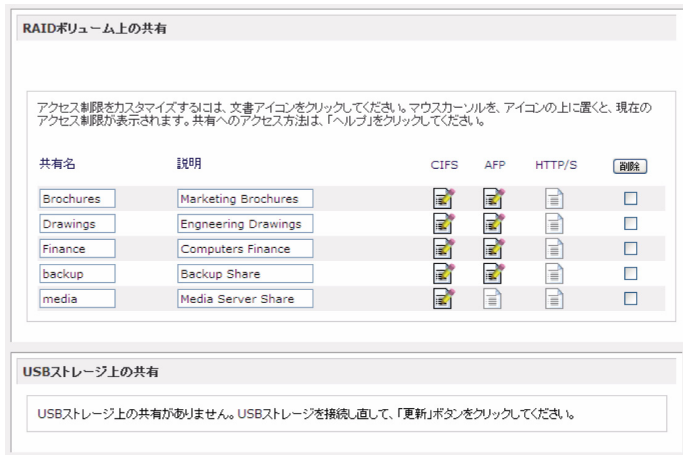 RAIDボリューム上の共有
アクセス制限をカスタマイズするには、文書アイコンをクリックしてください。マウスカーソルを、アイコンの上に置くと、現在の
アクセス制限が表示されます。共有へのアクセス方法は、「ヘルプ」をクリックしてください。
共有名 説明 CIFS AFP HTTP/S 削除
Brochures Marketing Brochures
Drawings Engneering Drawings
Finance Computers Finance
backup Backup Share
media Media Server Share
USBストレージ上の共有
USBストレージ上の共有がありません。USBストレージを接続し直して、「更新」ボタンをクリックしてください。